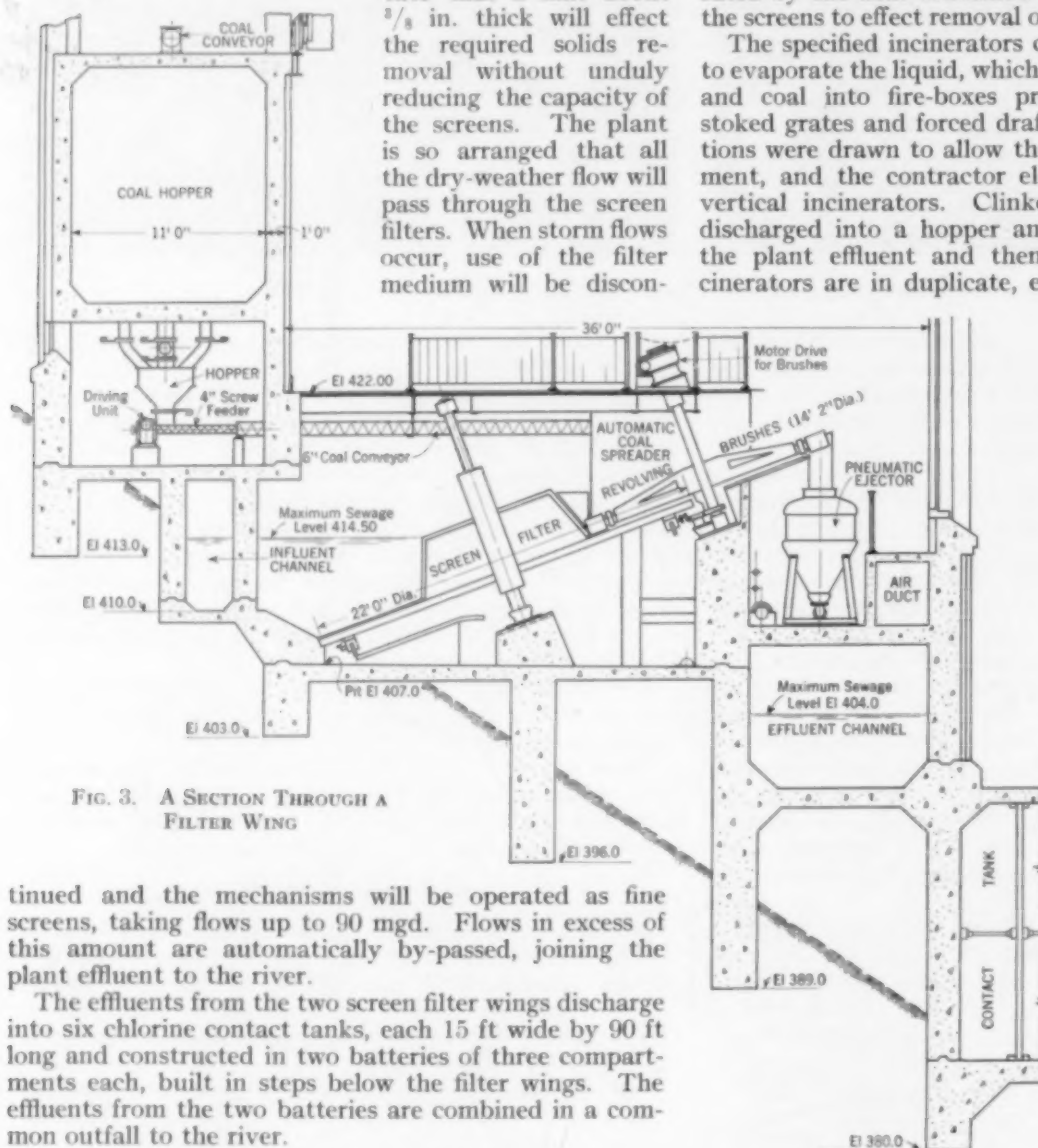 3/8 in. thick will effect
the required solids re-
moval without unduly
reducing the capacity of
the screens. The plant
is so arranged that all
the dry-weather flow will
pass through the screen
filters. When storm flows
occur, use of the filter
medium will be discon-
the screens to effect removal o
The specified incinerators
to evaporate the liquid, which
and coal into fire-boxes pr
stoked grates and forced draf
tions were drawn to allow th
ment, and the contractor el
vertical incinerators. Clink
discharged into a hopper an
the plant effluent and then
cinerators are in duplicate, e
COAL
CONVEYOR
COAL HOPPER
11' 0"
1' 0"
36' 0"
HOPPER
Driving
Unit
4" Screw
Feeder
El 422.00
6" Coal Conveyor
Motor Drive
for Brushes
AUTOMATIC
COAL
SPREADER
REVOLVING BRUSHES (14' 2" Dia.)
PNEUMATIC
EJECTOR
Maximum Sewage
Level 414.50
INFLUENT
CHANNEL
SCREEN FILTER
22' 0" Dia.
AIR
DUCT
El 413.0
El 410.0
Pit El 407.0
El 403.0
Maximum Sewage
Level El 404.0
EFFLUENT CHANNEL
El 396.0
El 389.0
TANK
CONTACT
El 380.0
FIG. 3. A SECTION THROUGH A
FILTER WING
tinued and the mechanisms will be operated as fine
screens, taking flows up to 90 mgd. Flows in excess of
this amount are automatically by-passed, joining the
plant effluent to the river.
The effluents from the two screen filter wings discharge
into six chlorine contact tanks, each 15 ft wide by 90 ft
long and constructed in two batteries of three compart-
ments each, built in steps below the filter wings. The
effluents from the two batteries are combined in a com-
mon outfall to the river.